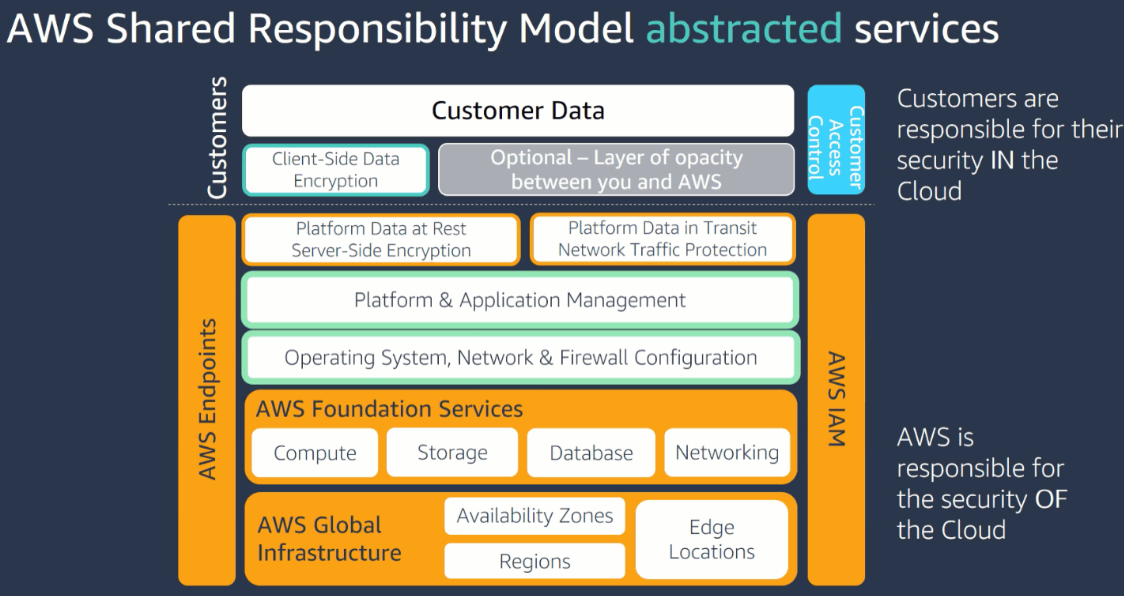 AWS Shared Responsibility Model abstracted services
Customers
Customer Data
Client-Side Data
Encryption
Optional – Layer of opacity
between you and AWS
Customer
Access
Control
Customers are
responsible for their
security IN the
Cloud
AWS Endpoints
Platform Data at Rest
Server-Side Encryption
Platform Data in Transit
Network Traffic Protection
Platform & Application Management
Operating System, Network & Firewall Configuration
AWS Foundation Services
Compute
Storage
Database
Networking
AWS Global
Infrastructure
Availability Zones
Regions
Edge
Locations
AWS IAM
AWS is
responsible for
the security OF
the Cloud